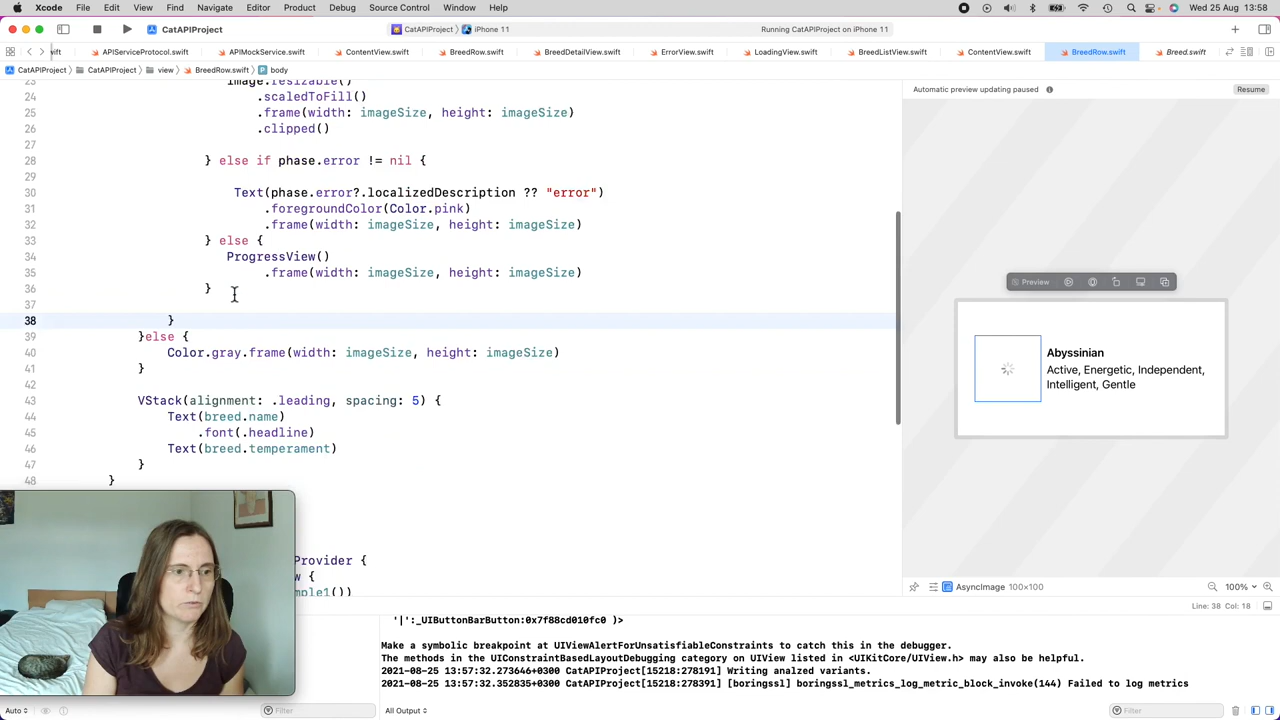 Xcode File Edit View Find Navigate Editor Product Debug Source Control Window Help
Wed 25 Aug 13:58
CatAPIProject
CatAPIProject iPhone 11
Running CatAPIProject on iPhone 11
APIServiceProtocol.swift APIMockService.swift ContentView.swift BreedRow.swift BreedDetailView.swift ErrorView.swift LoadingView.swift BreedListView.swift ContentView.swift BreedRow.swift Breed.swift
CatAPIProject CatAPIProject view BreedRow.swift body
23 image.resizable()
24 .scaledToFill()
25 .frame(width: imageSize, height: imageSize)
26 .clipped()
27
28 } else if phase.error != nil {
29
30 Text(phase.error?.localizedDescription ?? "error")
31 .foregroundColor(Color.pink)
32 .frame(width: imageSize, height: imageSize)
33 } else {
34 ProgressView()
35 .frame(width: imageSize, height: imageSize)
36 }
37
38 }
39 }else {
40 Color.gray.frame(width: imageSize, height: imageSize)
41 }
42
43 VStack(alignment: .leading, spacing: 5) {
44 Text(breed.name)
45 .font(.headline)
46 Text(breed.temperament)
47 }
48 }
Provider {
w {
mple1())
Automatic preview updating paused
Resume
Preview
Abyssinian
Active, Energetic, Independent,
Intelligent, Gentle
AsyncImage 100x100
100%
Line: 38 Col: 18
'|':_UIButtonBarButton:0x7f88cd010fc0 )>
Make a symbolic breakpoint at UIViewAlertForUnsatisfiableConstraints to catch this in the debugger.
The methods in the UIConstraintBasedLayoutDebugging category on UIView listed in <UIKitCore/UIView.h> may also be helpful.
2021-08-25 13:57:32.273646+0300 CatAPIProject[15218:278191] Writing analzed variants.
2021-08-25 13:57:32.352835+0300 CatAPIProject[15218:278391] [boringssl] boringssl_metrics_log_metric_block_invoke(144) Failed to log metrics
Auto
Filter
All Output
Filter